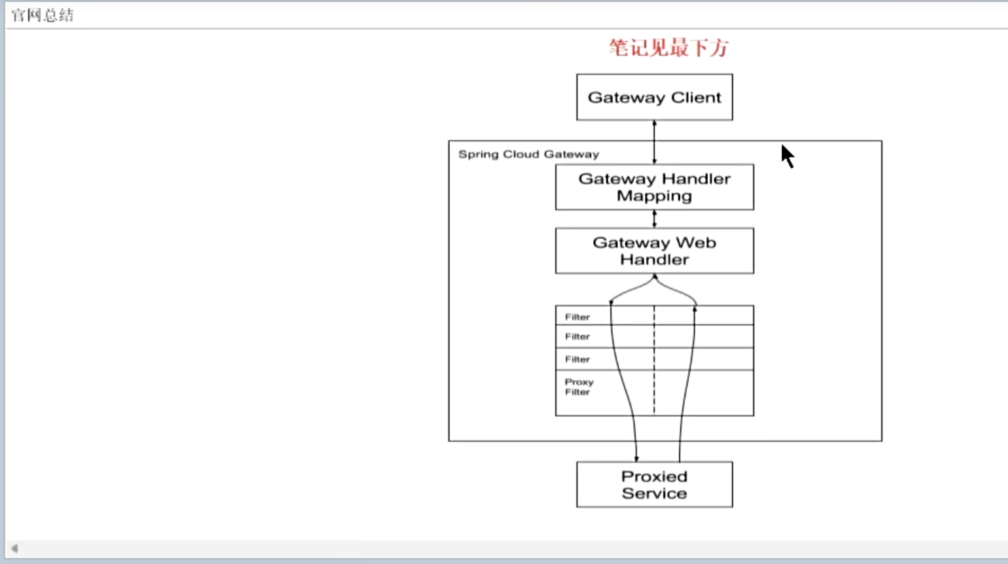 官网总结
笔记见最下方
Gateway Client
Spring Cloud Gateway
Gateway Handler
Mapping
Gateway Web
Handler
Filter
Filter
Filter
Proxy
Filter
Proxied
Service